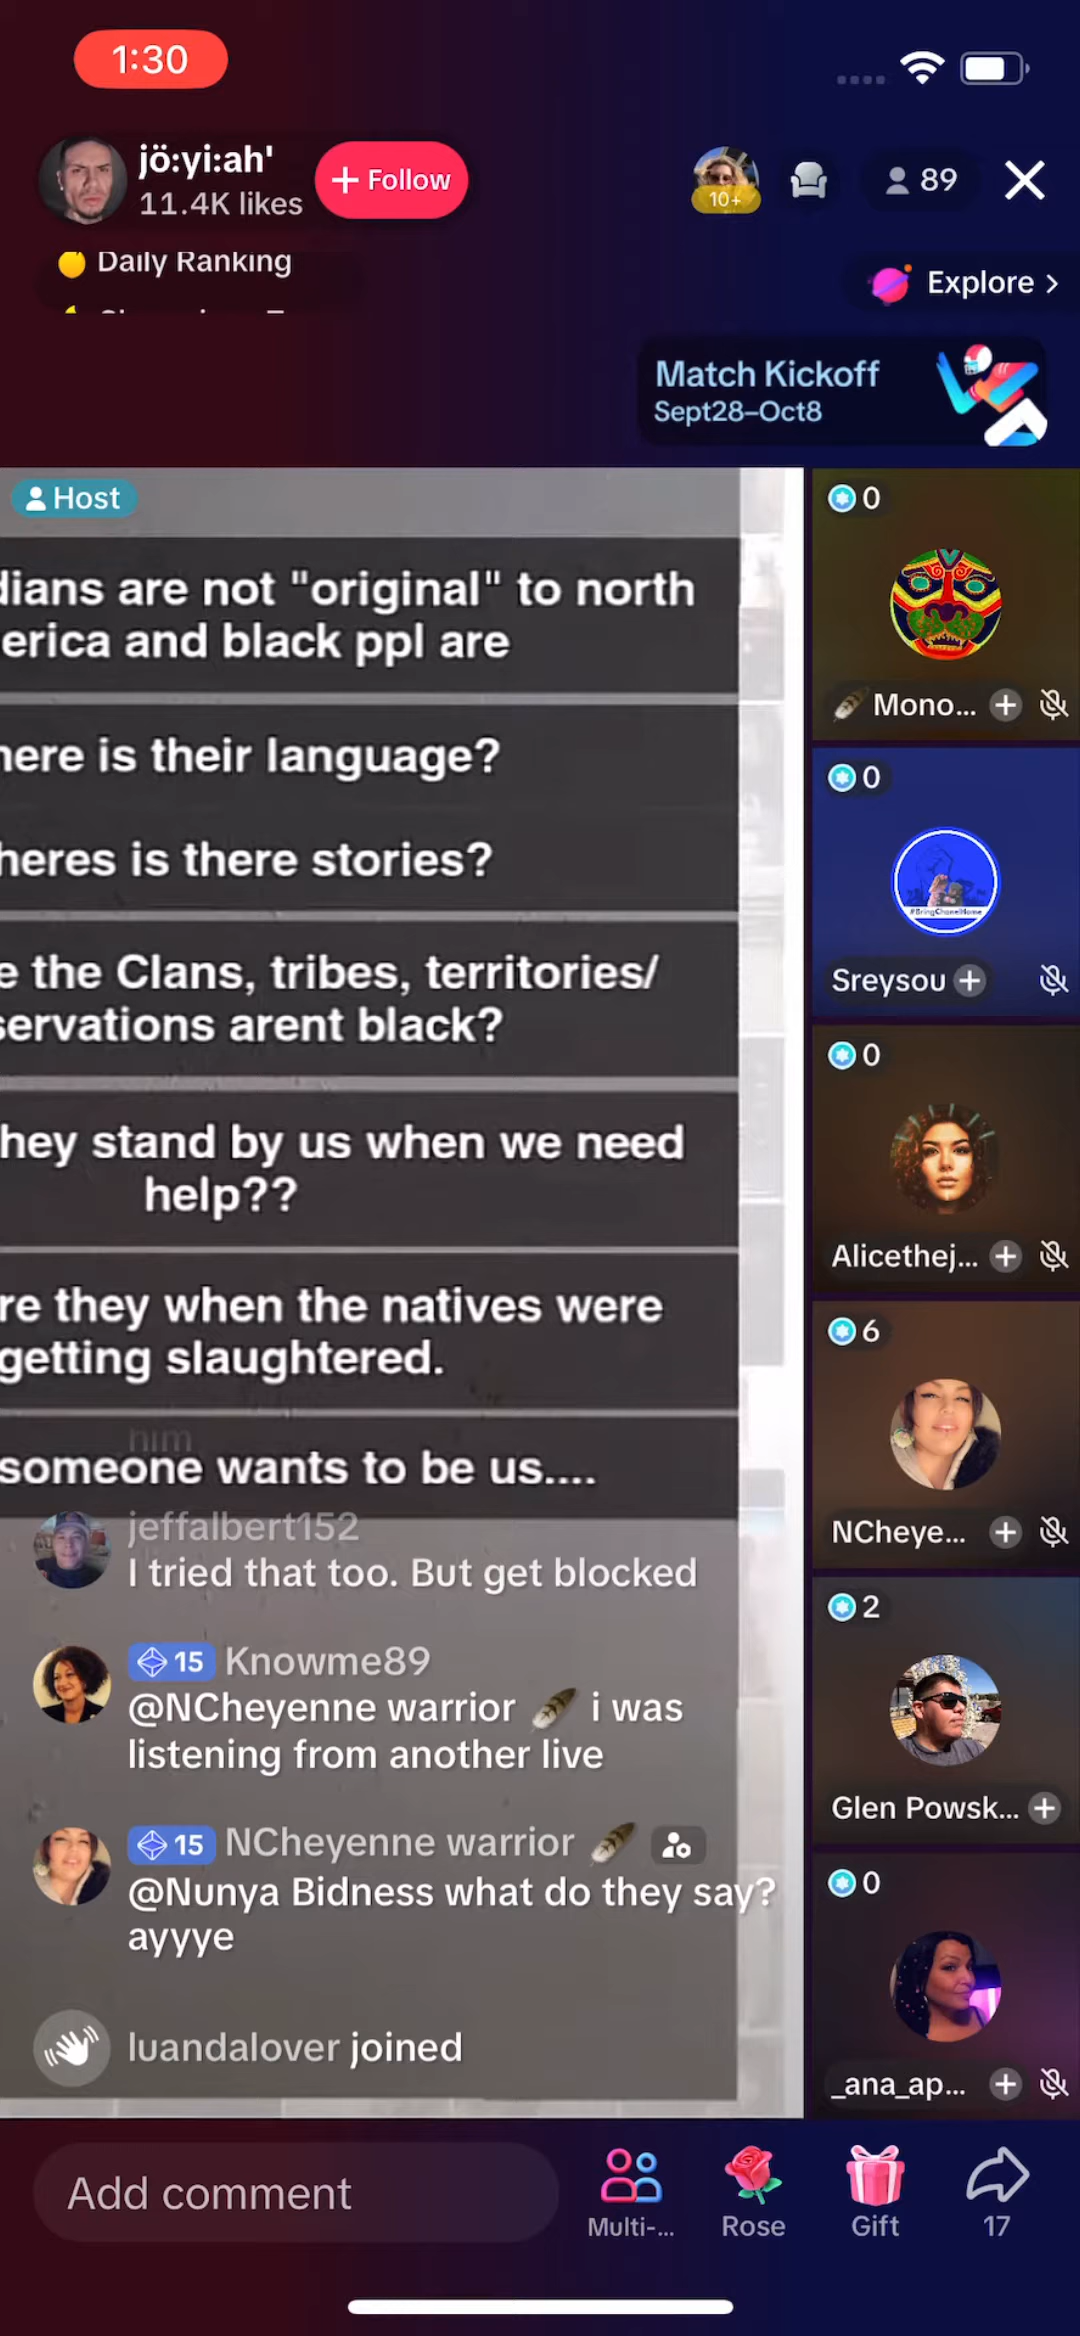 1:30
jö:yi:ah'
11.4K likes
+ Follow
10+
89
Daily Ranking
Explore >
Match Kickoff
Sept28–Oct8
Host
dians are not "original" to north
erica and black ppl are
here is their language?
heres is there stories?
e the Clans, tribes, territories/
servations arent black?
hey stand by us when we need
help??
re they when the natives were
getting slaughtered.
him
someone wants to be us....
jeffalbert152
I tried that too. But get blocked
15 Knowme89
@NCheyenne warrior i was
listening from another live
15 NCheyenne warrior
@Nunya Bidness what do they say?
ayyye
luandalover joined
0
Mono...
0
#BringChanelHome
Sreysou
0
Alicethej...
6
NCheye...
2
Glen Powsk...
0
_ana_ap...
Add comment
Multi-...
Rose
Gift
17